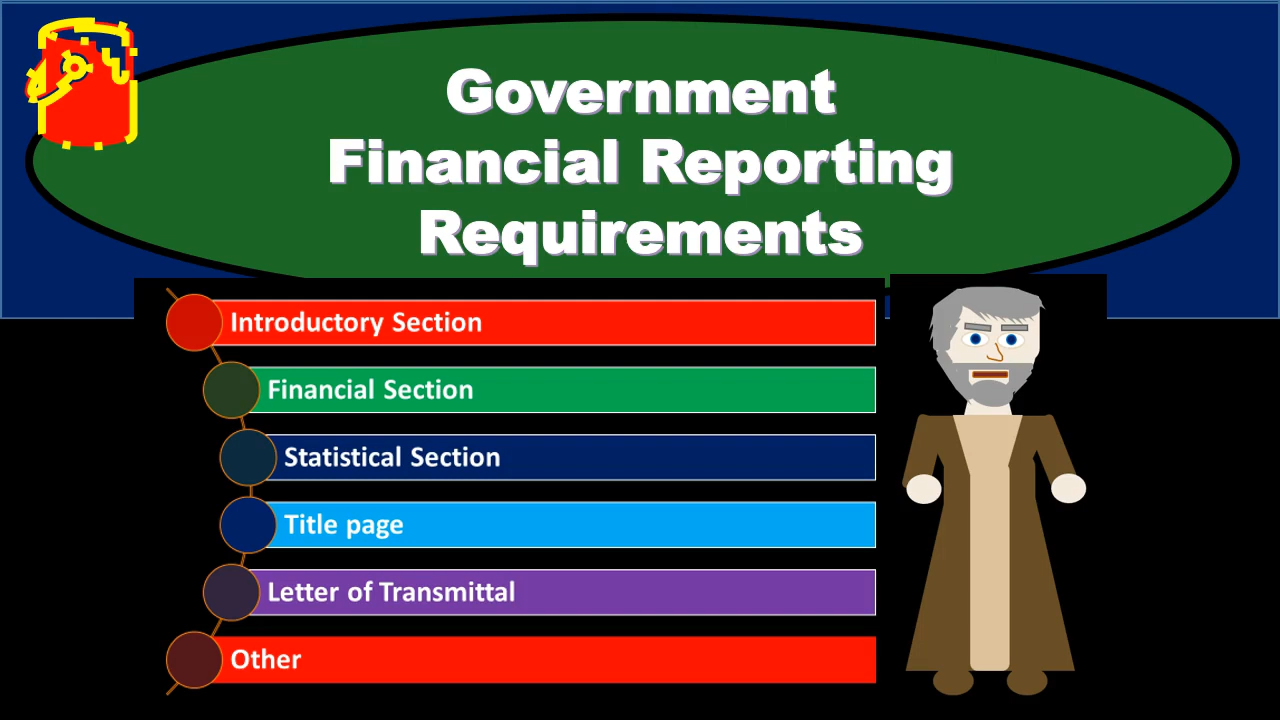 Government
Financial Reporting
Requirements
Introductory Section
Financial Section
Statistical Section
Title page
Letter of Transmittal
Other